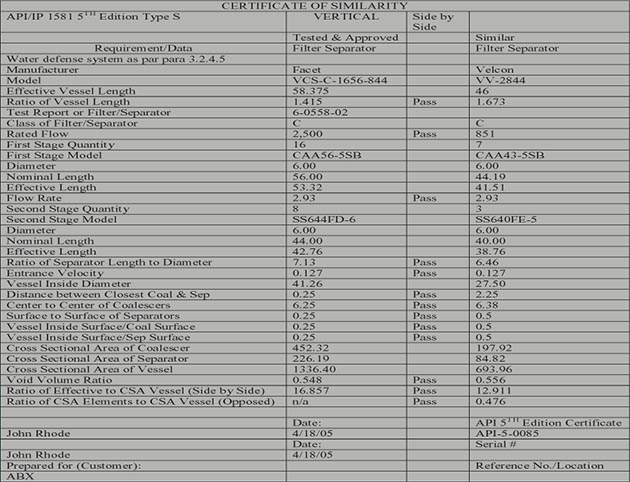 CERTIFICATE OF SIMILARITY
API/IP 1581 5TH Edition Type S VERTICAL Side by Side
Tested & Approved Similar
Requirement/Data Filter Separator Filter Separator
Water defense system as par para 3.2.4.5
Manufacturer Facet Velcon
Model VCS-C-1656-844 VV-2844
Effective Vessel Length 58.375 46
Ratio of Vessel Length 1.415 Pass 1.673
Test Report or Filter/Separator 6-0558-02
Class of Filter/Separator C C
Rated Flow 2,500 Pass 851
First Stage Quantity 16 7
First Stage Model CAA56-5SB CAA43-5SB
Diameter 6.00 6.00
Nominal Length 56.00 44.19
Effective Length 53.32 41.51
Flow Rate 2.93 Pass 2.93
Second Stage Quantity 8 3
Second Stage Model SS644FD-6 SS640FE-5
Diameter 6.00 6.00
Nominal Length 44.00 40.00
Effective Length 42.76 38.76
Ratio of Separator Length to Diameter 7.13 Pass 6.46
Entrance Velocity 0.127 Pass 0.127
Vessel Inside Diameter 41.26 27.50
Distance between Closest Coal & Sep 0.25 Pass 2.25
Center to Center of Coalescers 6.25 Pass 6.38
Surface to Surface of Separators 0.25 Pass 0.5
Vessel Inside Surface/Coal Surface 0.25 Pass 0.5
Vessel Inside Surface/Sep Surface 0.25 Pass 0.5
Cross Sectional Area of Coalescer 452.32 197.92
Cross Sectional Area of Separator 226.19 84.82
Cross Sectional Area of Vessel 1336.40 693.96
Void Volume Ratio 0.548 Pass 0.556
Ratio of Effective to CSA Vessel (Side by Side) 16.857 Pass 12.911
Ratio of CSA Elements to CSA Vessel (Opposed) n/a Pass 0.476
Date: API 5TH Edition Certificate
John Rhode 4/18/05 API-5-0085
Date: Serial #
John Rhode 4/18/05
Prepared for (Customer): Reference No./Location
ABX